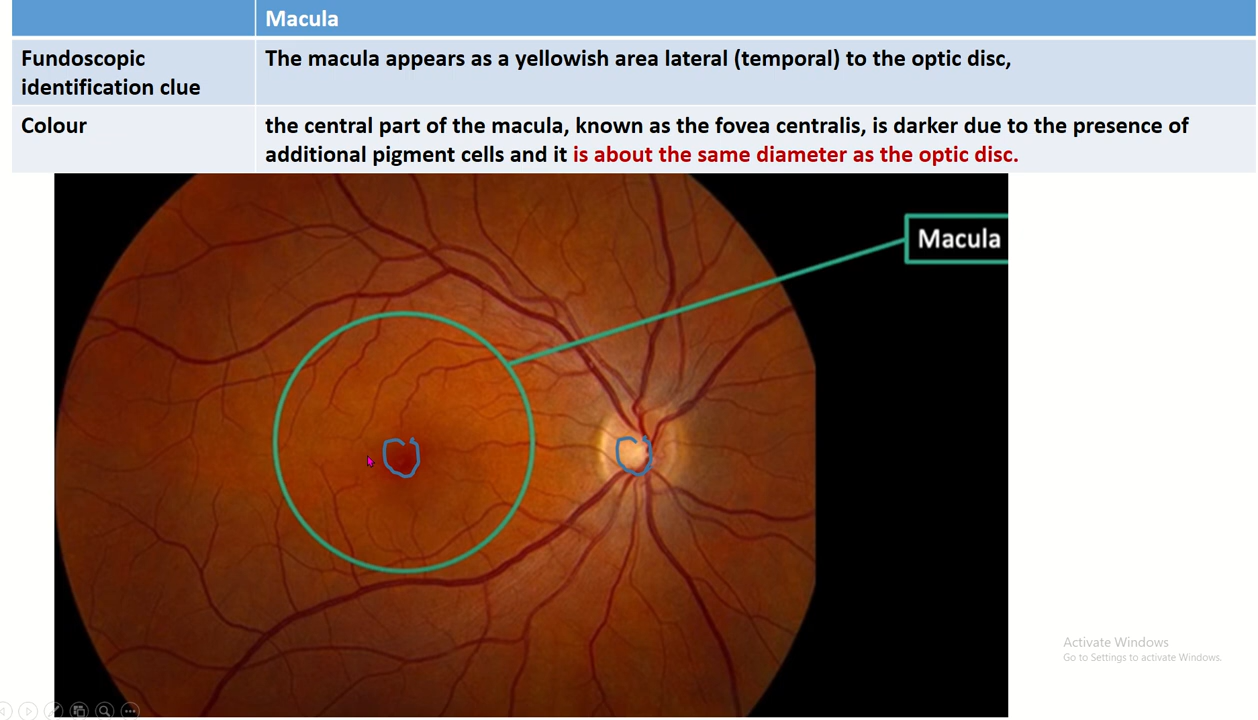 Macula
Fundoscopic
identification clue
The macula appears as a yellowish area lateral (temporal) to the optic disc,
Colour
the central part of the macula, known as the fovea centralis, is darker due to the presence of
additional pigment cells and it is about the same diameter as the optic disc.
Macula
Activate Windows
Go to Settings to activate Windows.